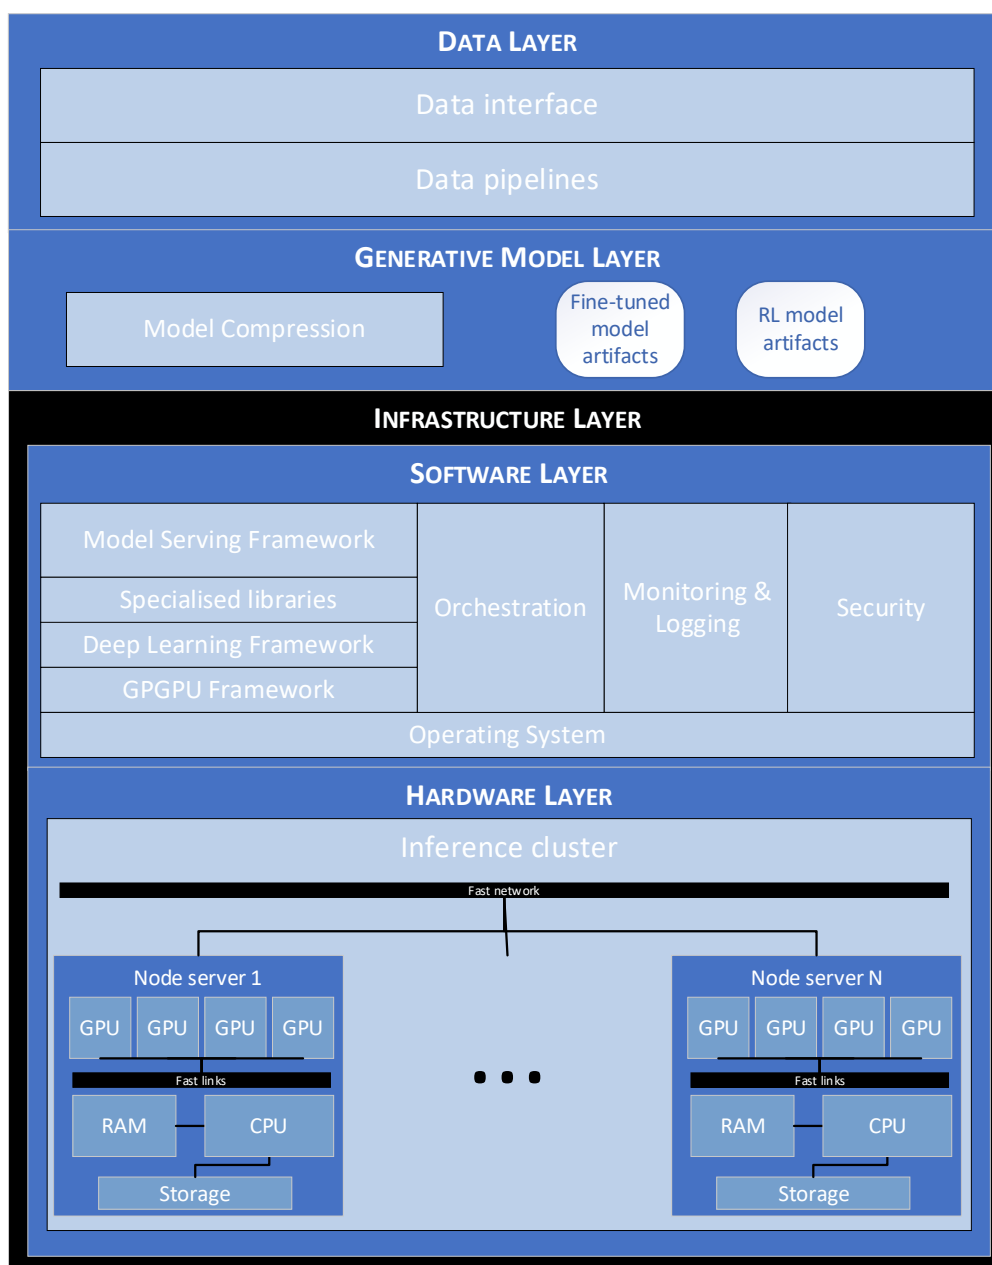 DATA LAYER
Data interface
Data pipelines
GENERATIVE MODEL LAYER
Model Compression
Fine-tuned
model
artifacts
RL model
artifacts
INFRASTRUCTURE LAYER
SOFTWARE LAYER
Model Serving Framework
Specialised libraries
Deep Learning Framework
GPGPU Framework
Orchestration
Monitoring &
Logging
Security
Operating System
HARDWARE LAYER
Inference cluster
Fast network
Node server 1
GPU GPU GPU GPU
Fast links
RAM CPU
Storage
...
Node server N
GPU GPU GPU GPU
Fast links
RAM CPU
Storage